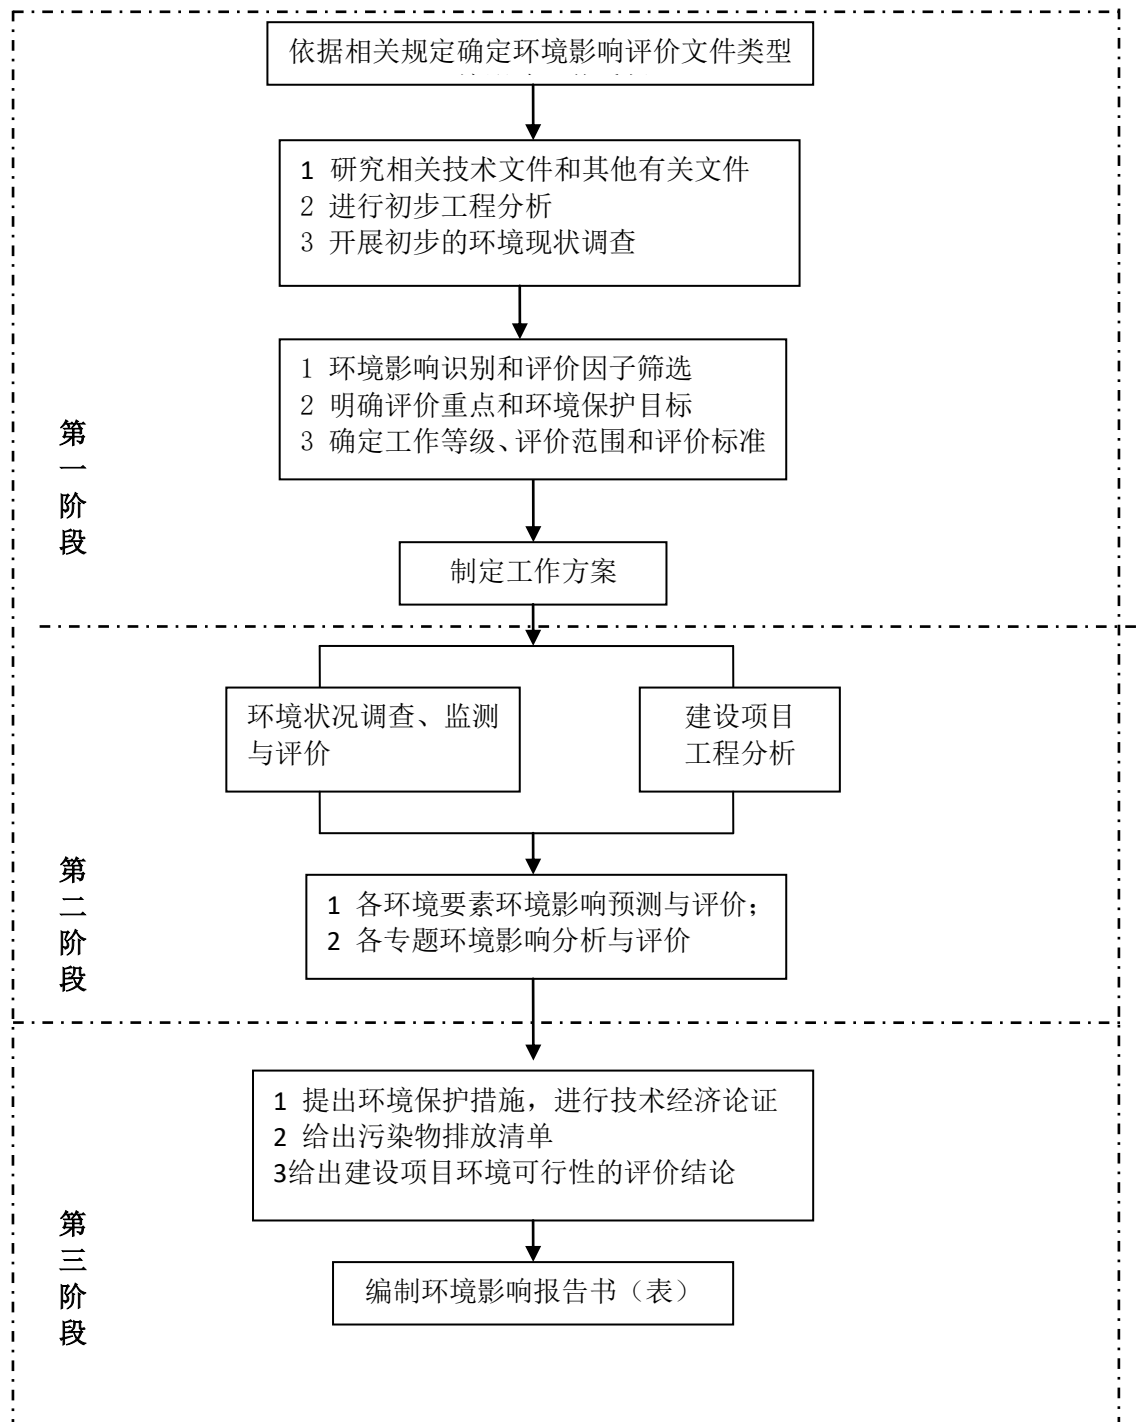 依据相关规定确定环境影响评价文件类型
1 研究相关技术文件和其他有关文件
2 进行初步工程分析
3 开展初步的环境现状调查
1 环境影响识别和评价因子筛选
2 明确评价重点和环境保护目标
3 确定工作等级、评价范围和评价标准
第一阶段
制定工作方案
环境状况调查、监测
与评价
建设项目
工程分析
第二阶段
1 各环境要素环境影响预测与评价；
2 各专题环境影响分析与评价
1 提出环境保护措施，进行技术经济论证
2 给出污染物排放清单
3给出建设项目环境可行性的评价结论
第三阶段
编制环境影响报告书（表）